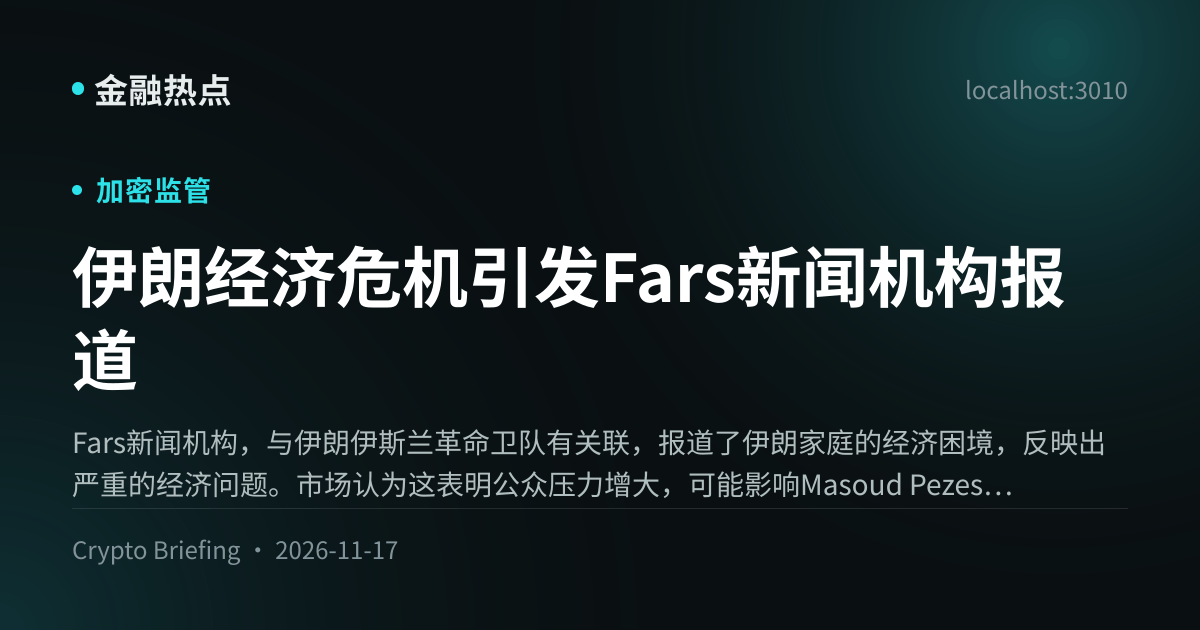 金融热点
localhost:3010
加密监管
伊朗经济危机引发Fars新闻机构报
道
Fars新闻机构，与伊朗伊斯兰革命卫队有关联，报道了伊朗家庭的经济困境，反映出
严重的经济问题。市场认为这表明公众压力增大，可能影响Masoud Pezes…
Crypto Briefing · 2026-11-17